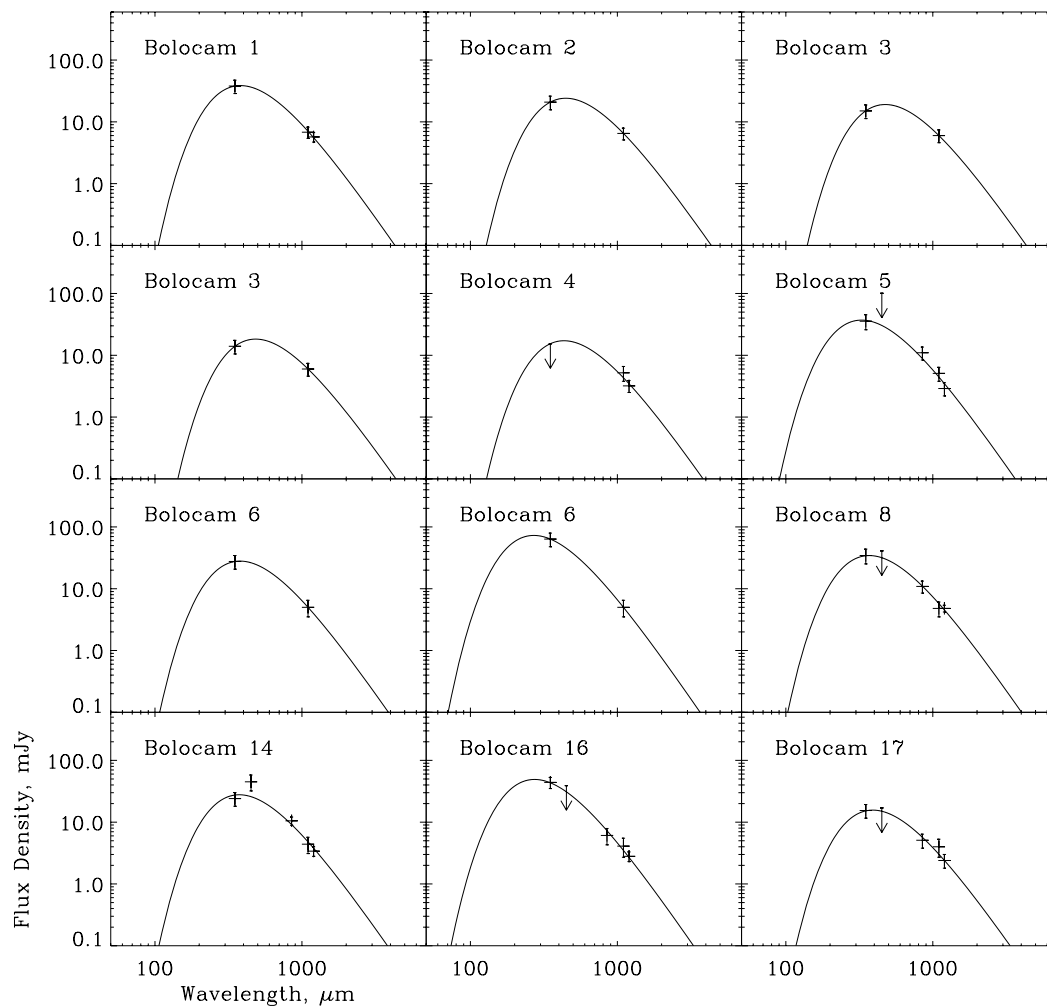 Bolocam 1
Bolocam 2
Bolocam 3
100.0
10.0
1.0
0.1
Bolocam 3
Bolocam 4
Bolocam 5
100.0
10.0
1.0
0.1
Bolocam 6
Bolocam 6
Bolocam 8
100.0
10.0
1.0
0.1
Bolocam 14
Bolocam 16
Bolocam 17
100.0
10.0
1.0
0.1
Flux Density, mJy
100 1000
100 1000
100 1000
Wavelength, μm